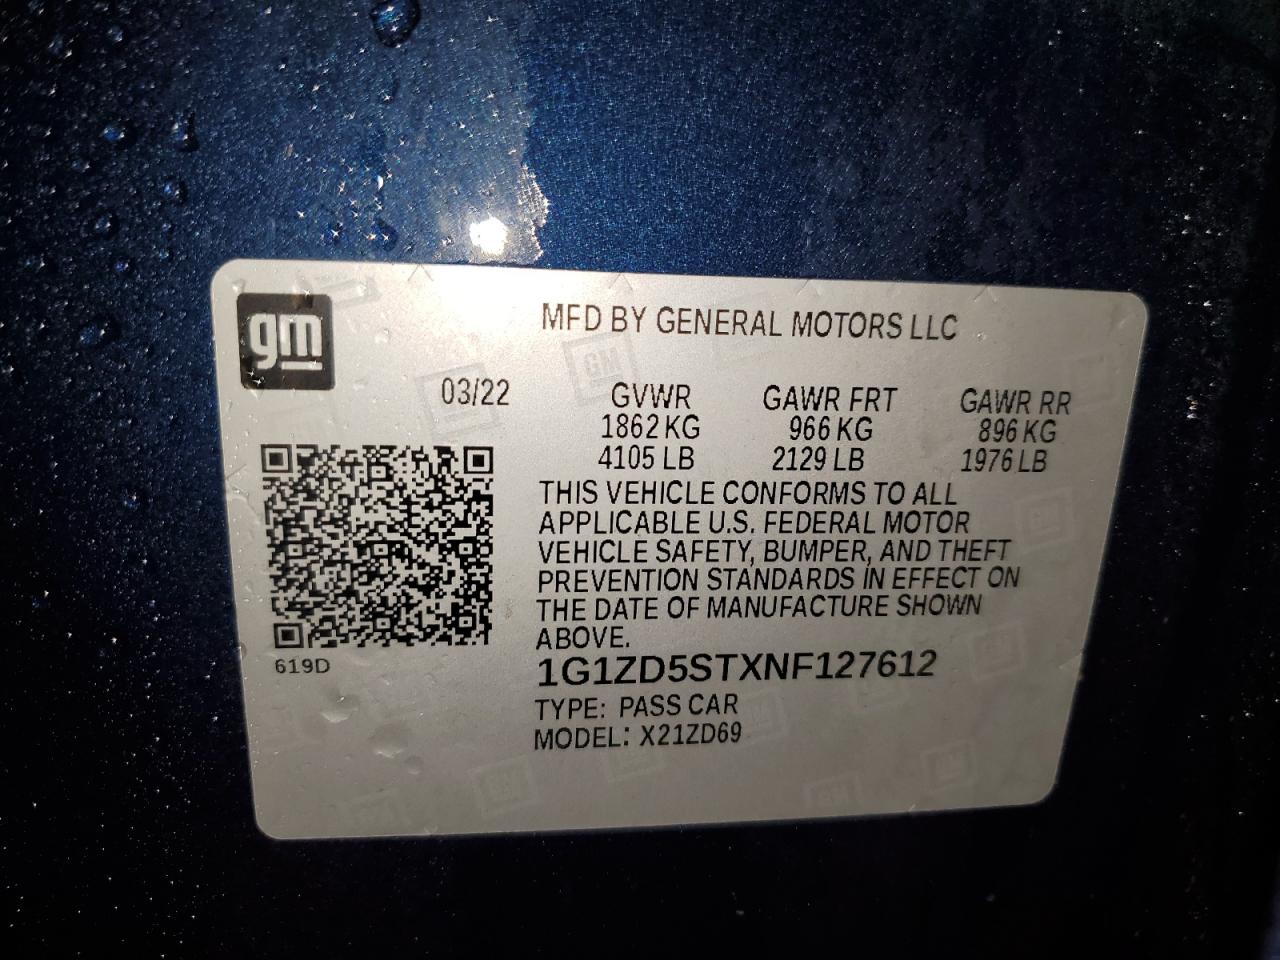 gm
MFD BY GENERAL MOTORS LLC
03/22 GVWR GAWR FRT GAWR RR
1862 KG 966 KG 896 KG
4105 LB 2129 LB 1976 LB
THIS VEHICLE CONFORMS TO ALL
APPLICABLE U.S. FEDERAL MOTOR
VEHICLE SAFETY, BUMPER, AND THEFT
PREVENTION STANDARDS IN EFFECT ON
THE DATE OF MANUFACTURE SHOWN
ABOVE.
619D
1G1ZD5STXNF127612
TYPE: PASS CAR
MODEL: X21ZD69